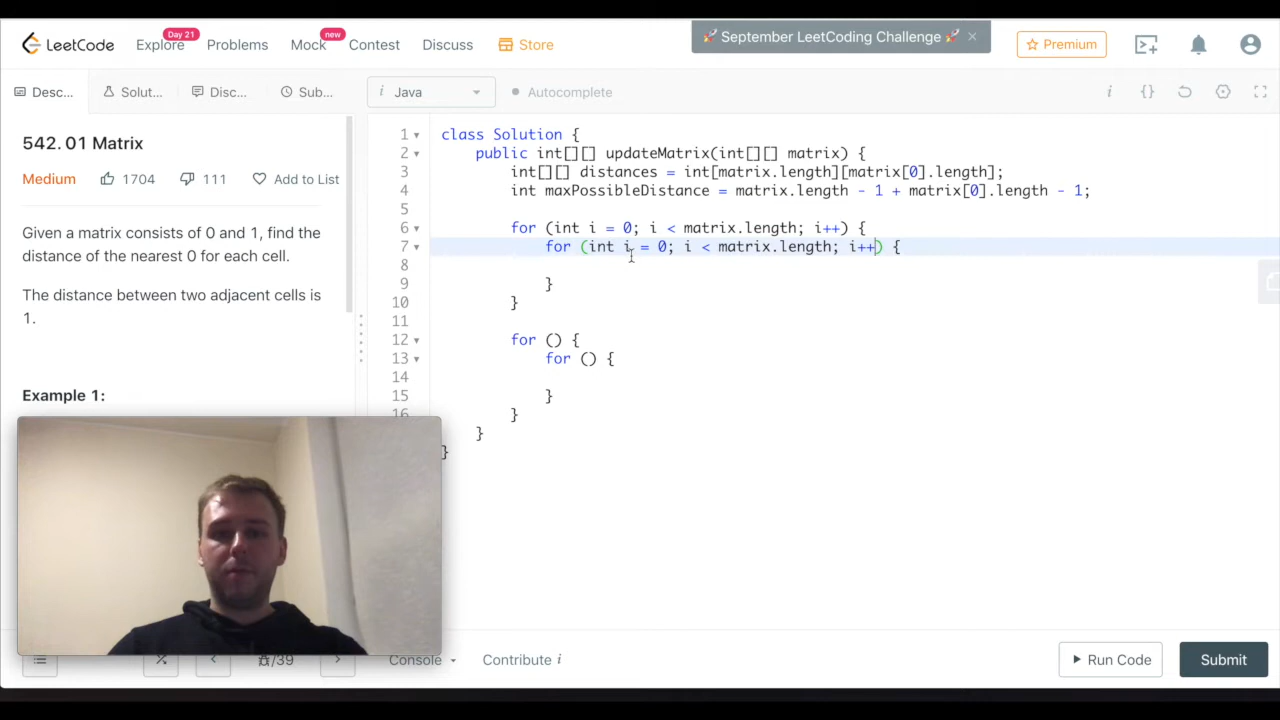 LeetCode
Explore
Day 21
Problems
Mock
new
Contest
Discuss
Store
🚀 September LeetCoding Challenge 🚀 ×
Premium
Desc...
Solut...
Disc...
Sub...
i Java
Autocomplete
542. 01 Matrix
Medium
1704
111
Add to List
Given a matrix consists of 0 and 1, find the
distance of the nearest 0 for each cell.
The distance between two adjacent cells is
1.
Example 1:
1 class Solution {
2 public int[][] updateMatrix(int[][] matrix) {
3 int[][] distances = int[matrix.length][matrix[0].length];
4 int maxPossibleDistance = matrix.length - 1 + matrix[0].length - 1;
5
6 for (int i = 0; i < matrix.length; i++) {
7 for (int i = 0; i < matrix.length; i++) {
8
9 }
10 }
11
12 for () {
13 for () {
14
15 }
16 }
}
}
/39
Console
Contribute i
Run Code
Submit